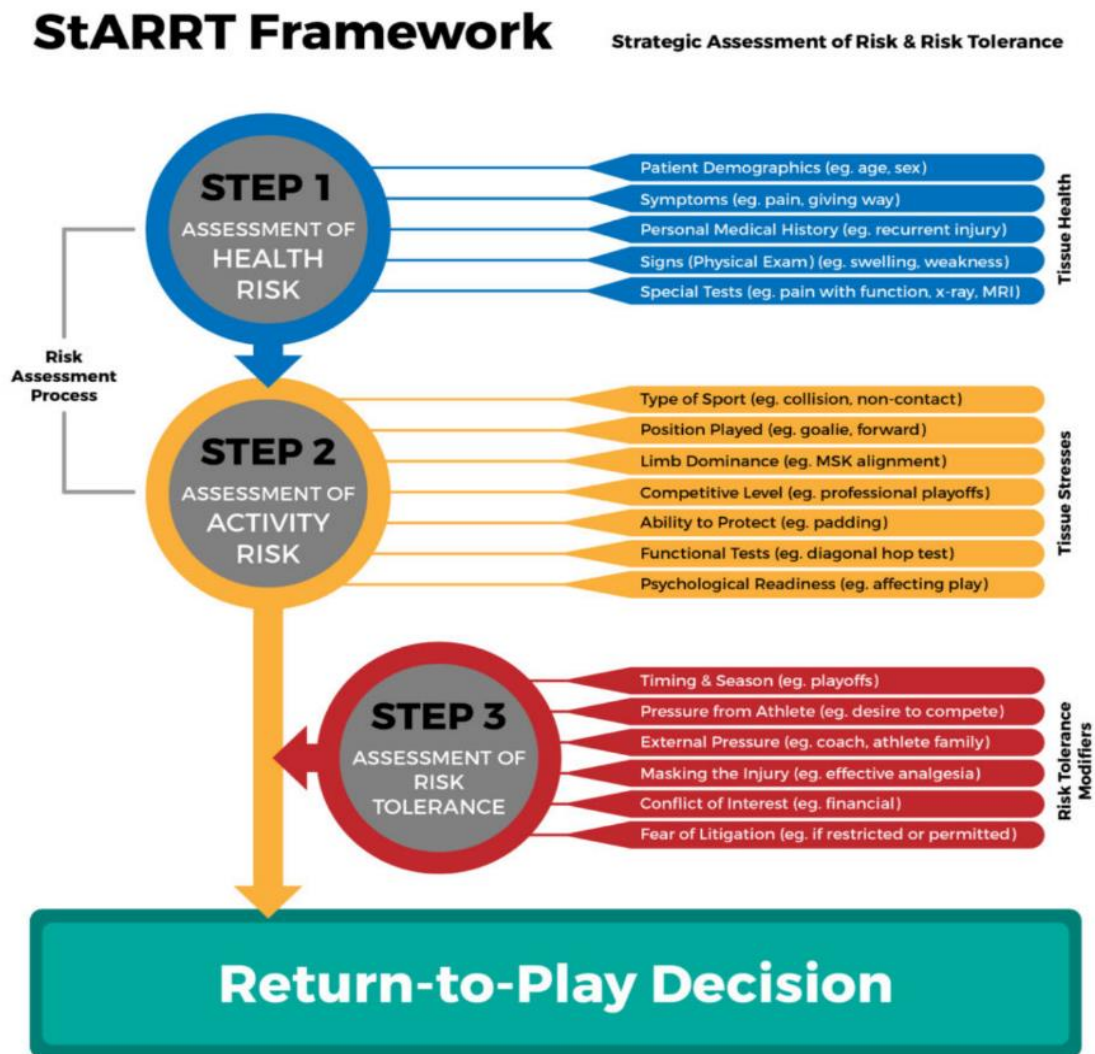 StARRT Framework
Strategic Assessment of Risk & Risk Tolerance
STEP 1
ASSESSMENT OF
HEALTH
RISK
Patient Demographics (eg. age, sex)
Symptoms (eg. pain, giving way)
Personal Medical History (eg. recurrent injury)
Signs (Physical Exam) (eg. swelling, weakness)
Special Tests (eg. pain with function, x-ray, MRI)
Tissue Health
Risk
Assessment
Process
STEP 2
ASSESSMENT OF
ACTIVITY
RISK
Type of Sport (eg. collision, non-contact)
Position Played (eg. goalie, forward)
Limb Dominance (eg. MSK alignment)
Competitive Level (eg. professional playoffs)
Ability to Protect (eg. padding)
Functional Tests (eg. diagonal hop test)
Psychological Readiness (eg. affecting play)
Tissue Stresses
STEP 3
ASSESSMENT OF
RISK
TOLERANCE
Timing & Season (eg. playoffs)
Pressure from Athlete (eg. desire to compete)
External Pressure (eg. coach, athlete family)
Masking the Injury (eg. effective analgesia)
Conflict of Interest (eg. financial)
Fear of Litigation (eg. if restricted or permitted)
Risk Tolerance
Modifiers
Return-to-Play Decision